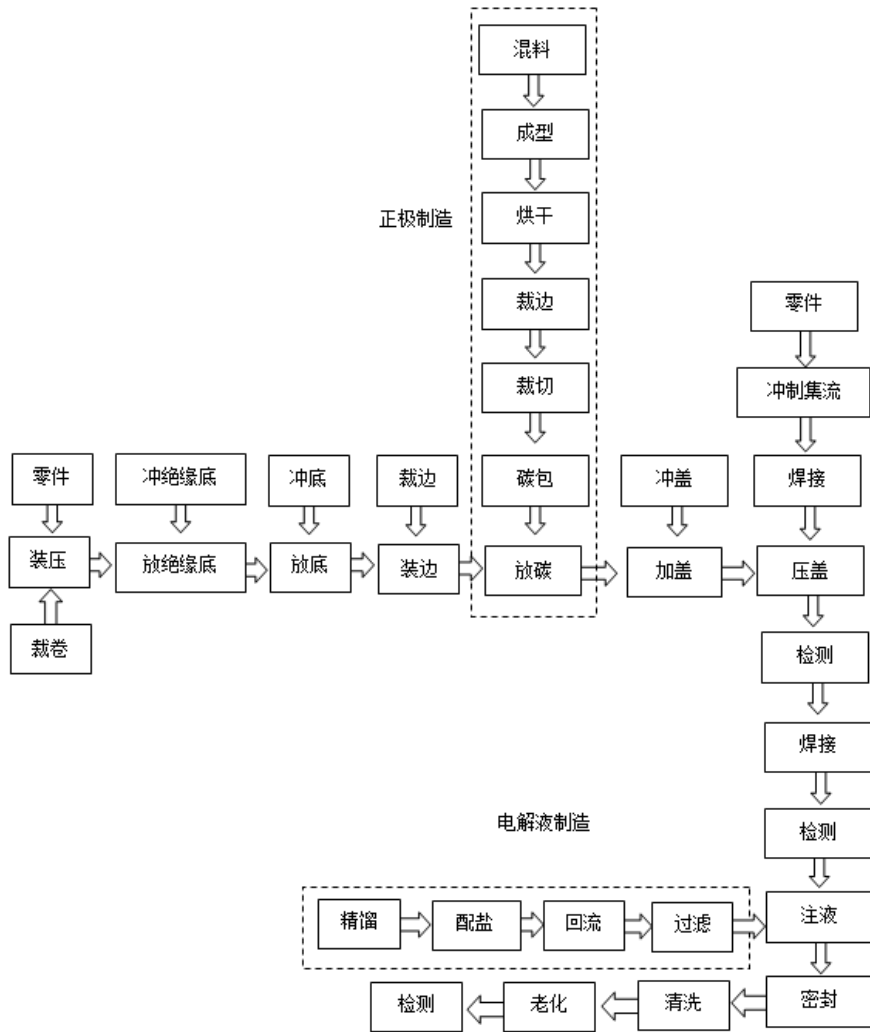 混料
成型
正极制造
烘干
裁边
零件
裁切
冲制集流
零件
冲绝缘底
冲底
裁边
碳包
冲盖
焊接
装压
放绝缘底
放底
装边
放碳
加盖
压盖
裁卷
检测
焊接
电解液制造
检测
精馏
配盐
回流
过滤
注液
检测
老化
清洗
密封